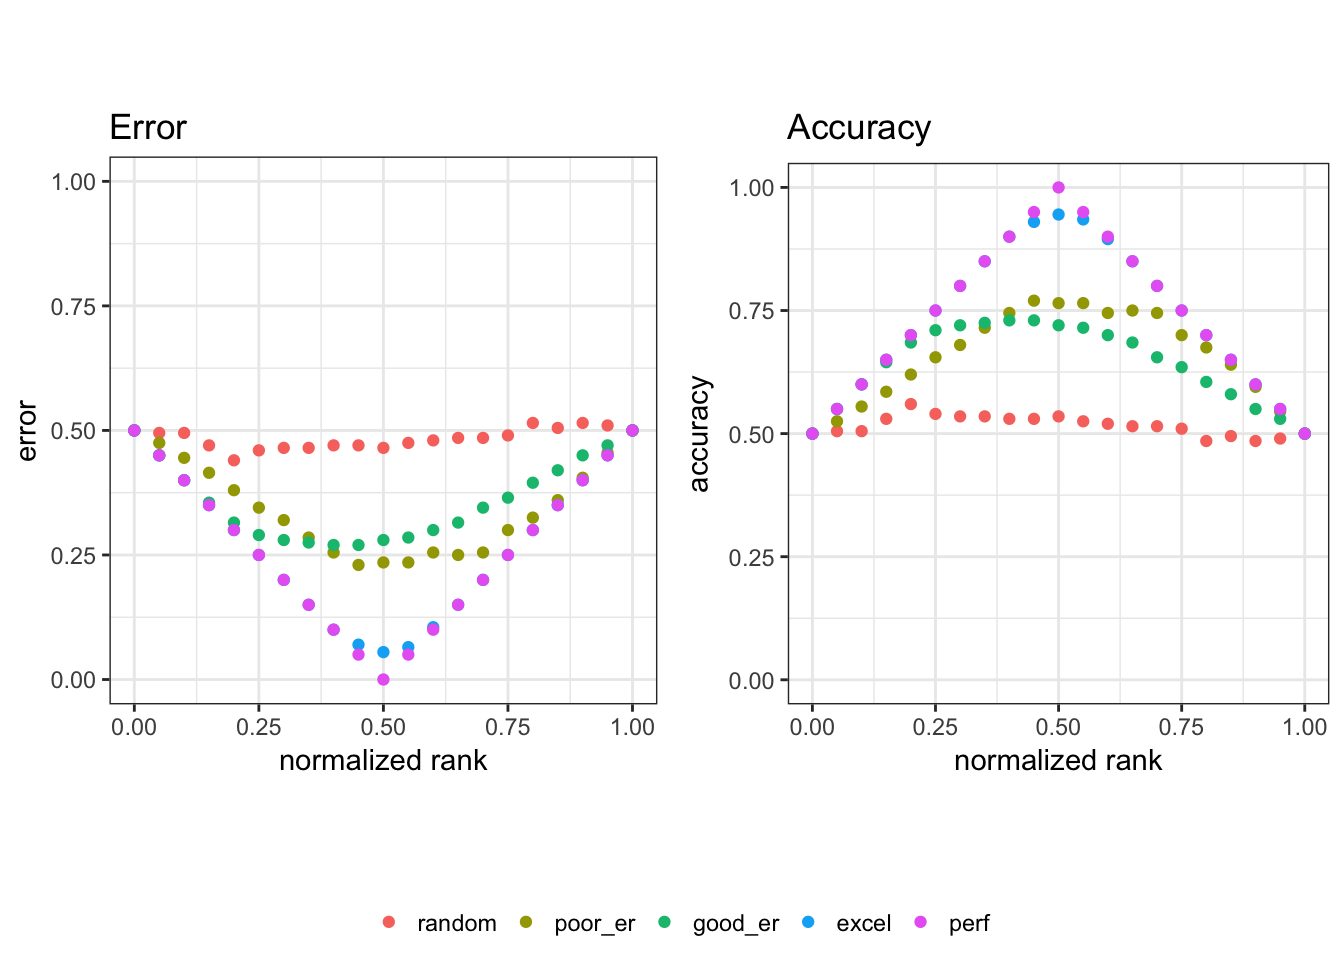 Error
1.00
0.75
0.50
0.25
0.00
error
0.00 0.25 0.50 0.75 1.00
normalized rank
Accuracy
1.00
0.75
0.50
0.25
0.00
accuracy
0.00 0.25 0.50 0.75 1.00
normalized rank
random poor_er good_er excel perf